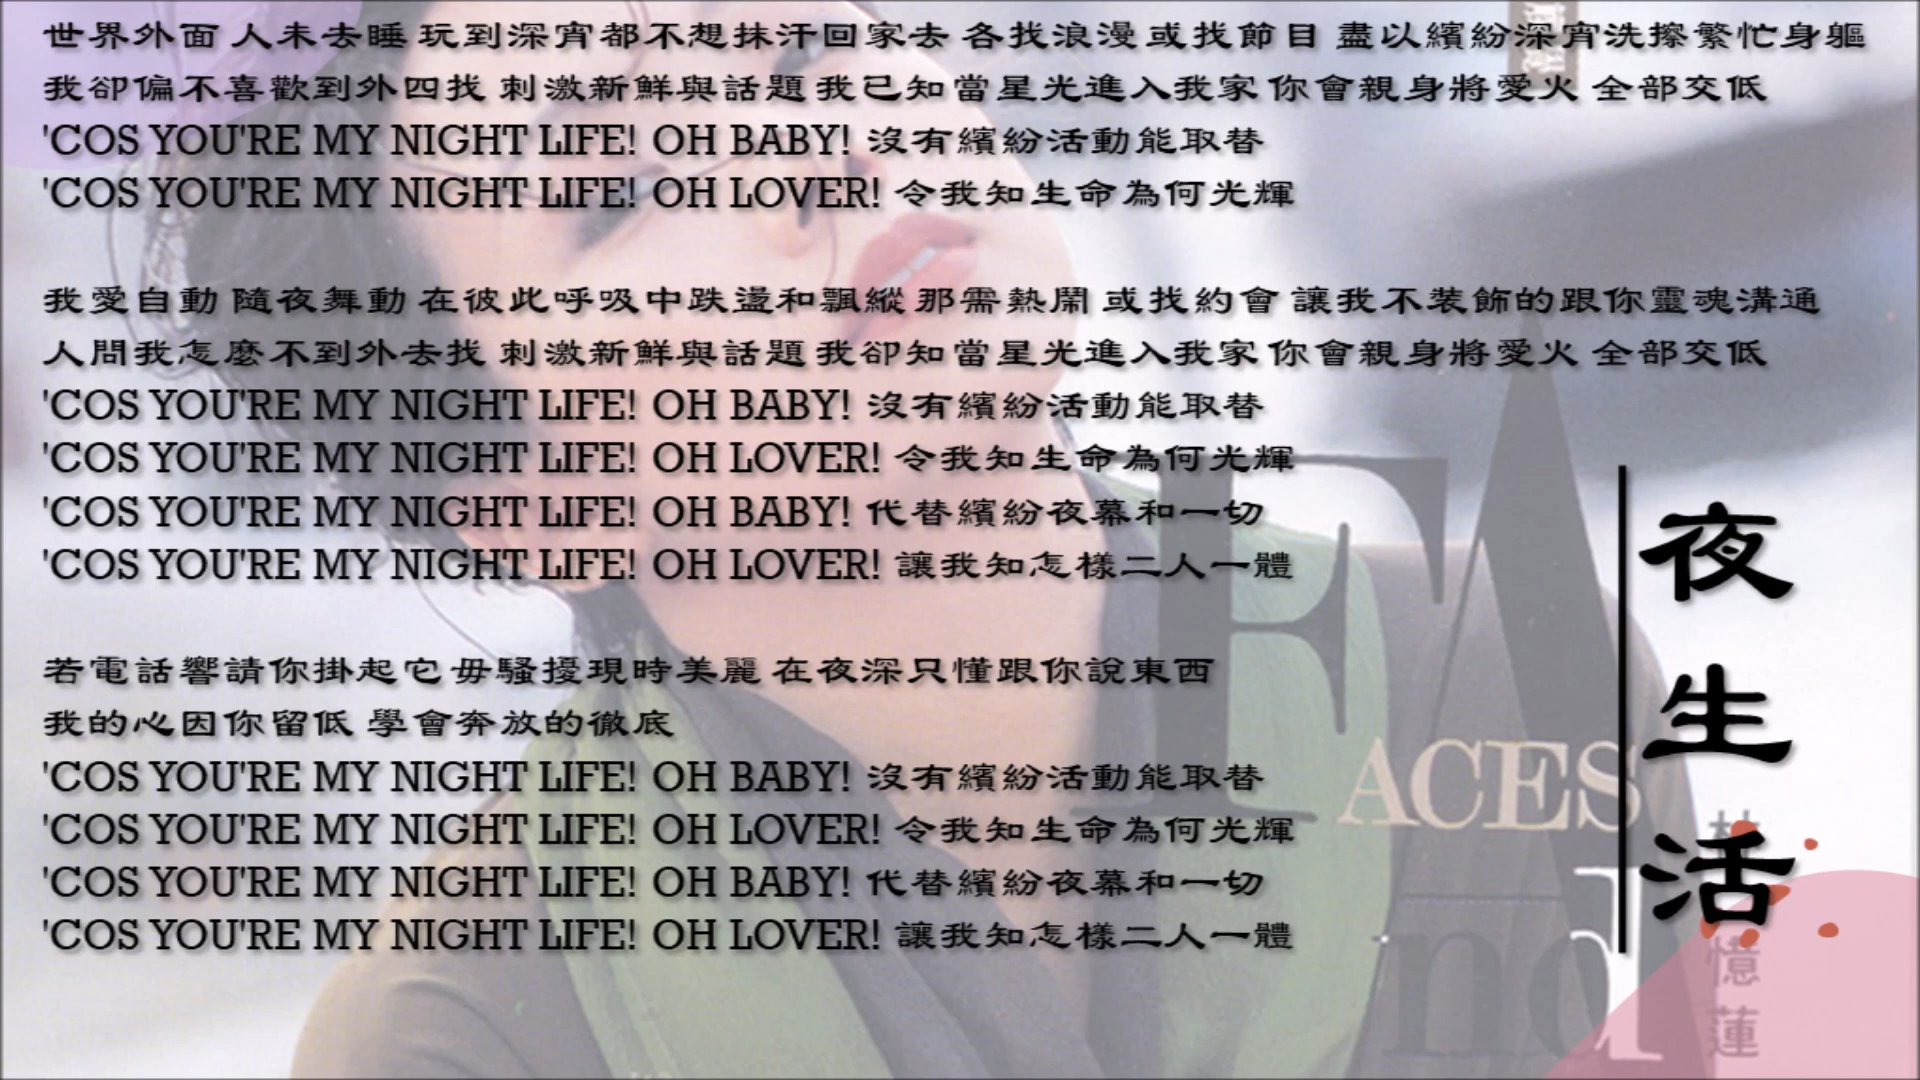 世界外面 人未去睡 玩到深宵都不想抹汗回家去 各找浪漫或找節目 盡以繽紛深宵洗擦繁忙身軀
我卻偏不喜歡到外四找 刺激新鮮與話題 我已知當星光進入我家 你會親身將愛火 全部交低
'COS YOU'RE MY NIGHT LIFE! OH BABY! 沒有繽紛活動能取替
'COS YOU'RE MY NIGHT LIFE! OH LOVER! 令我知生命為何光輝
我愛自動 隨夜舞動 在彼此呼吸中跌盪和飄縱 那需熱鬧 或找約會 讓我不裝飾的跟你靈魂溝通
人問我怎麼不到外去找 刺激新鮮與話題 我卻知當星光進入我家 你會親身將愛火 全部交低
'COS YOU'RE MY NIGHT LIFE! OH BABY! 沒有繽紛活動能取替
'COS YOU'RE MY NIGHT LIFE! OH LOVER! 令我知生命為何光輝
'COS YOU'RE MY NIGHT LIFE! OH BABY! 代替繽紛夜幕和一切
'COS YOU'RE MY NIGHT LIFE! OH LOVER! 讓我知怎樣二人一體
若電話響請你掛起它 毋騷擾現時美麗 在夜深只懂跟你說東西
我的心因你留低 學會奔放的徹底
'COS YOU'RE MY NIGHT LIFE! OH BABY! 沒有繽紛活動能取替
'COS YOU'RE MY NIGHT LIFE! OH LOVER! 令我知生命為何光輝
'COS YOU'RE MY NIGHT LIFE! OH BABY! 代替繽紛夜幕和一切
'COS YOU'RE MY NIGHT LIFE! OH LOVER! 讓我知怎樣二人一體
夜生活
FACES
nd
憶蓮